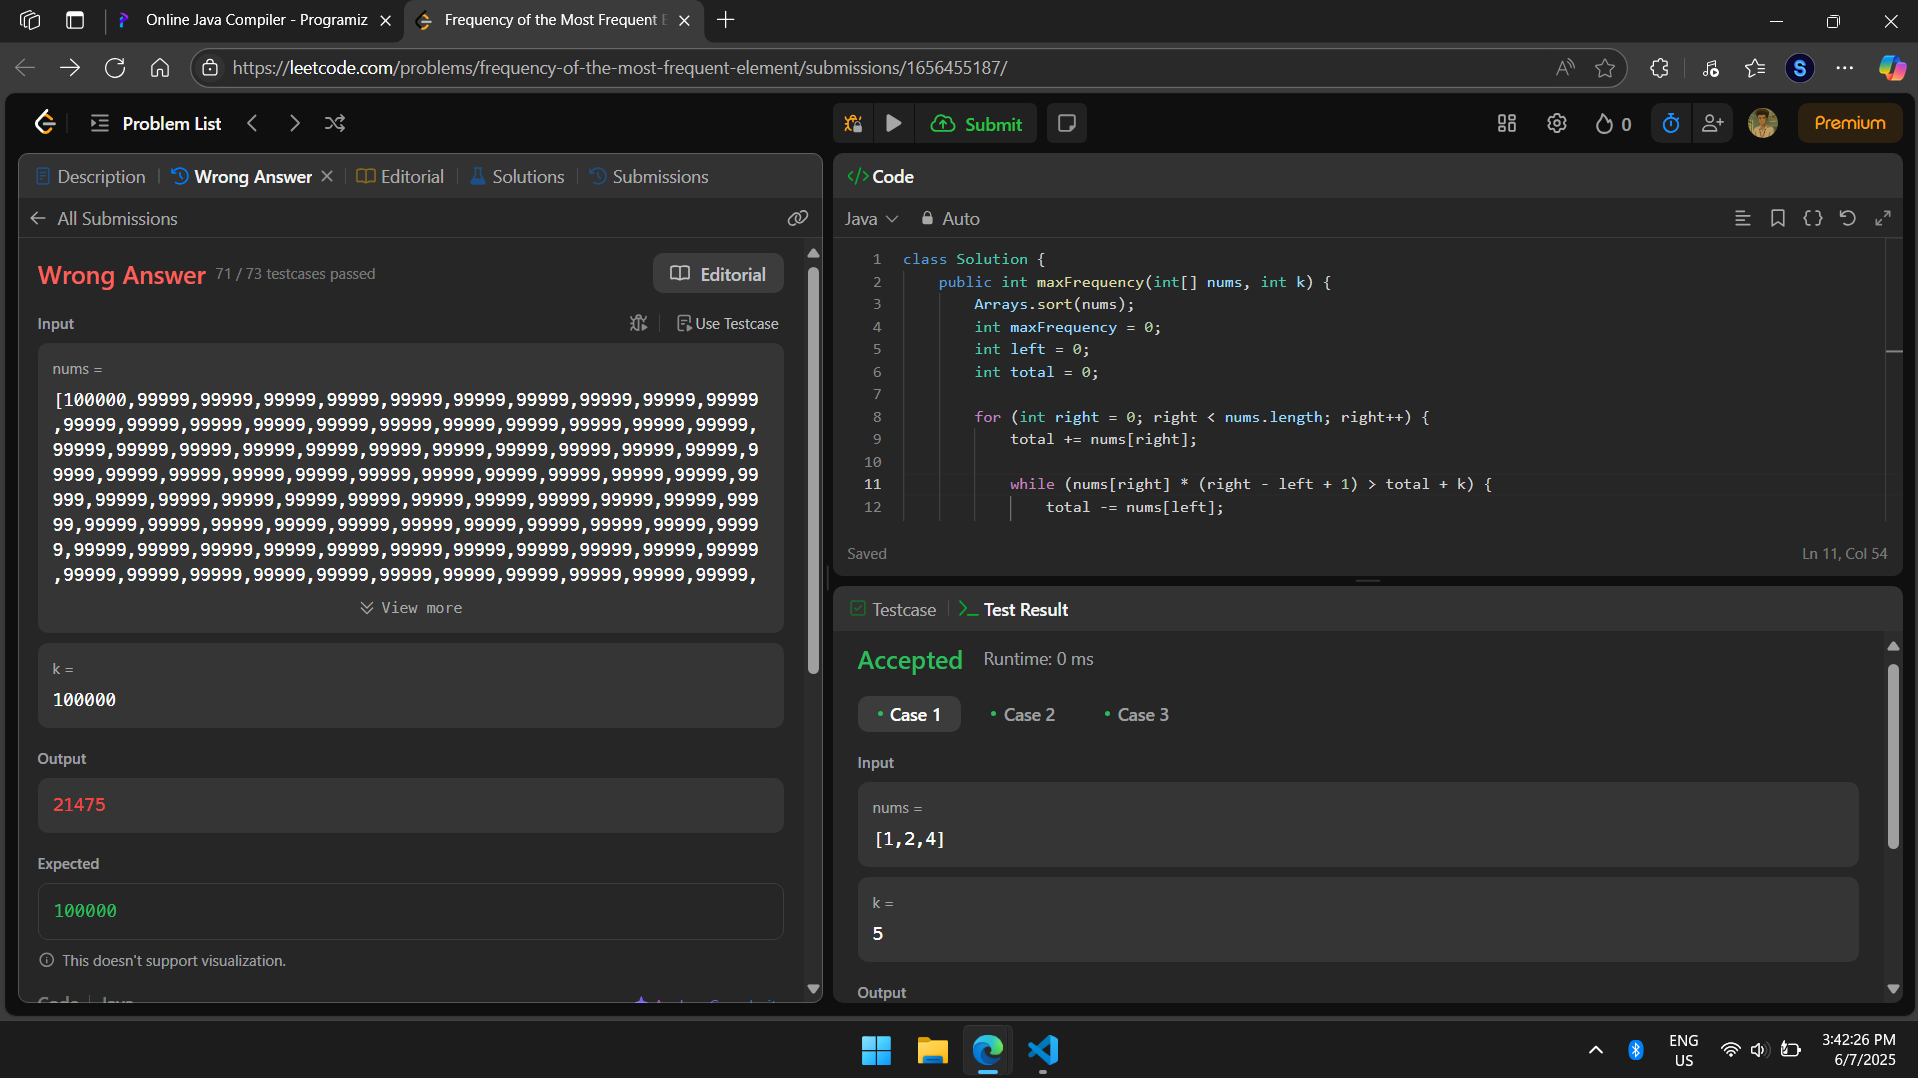 Online Java Compiler - Programiz
Frequency of the Most Frequent E
https://leetcode.com/problems/frequency-of-the-most-frequent-element/submissions/1656455187/
S
Problem List
Submit
0
Premium
Description
Wrong Answer
Editorial
Solutions
Submissions
All Submissions
Wrong Answer 71 / 73 testcases passed
Editorial
Input
Use Testcase
nums =
[100000,99999,99999,99999,99999,99999,99999,99999,99999,99999,99999
,99999,99999,99999,99999,99999,99999,99999,99999,99999,99999,99999,
99999,99999,99999,99999,99999,99999,99999,99999,99999,99999,99999,9
9999,99999,99999,99999,99999,99999,99999,99999,99999,99999,99999,99
999,99999,99999,99999,99999,99999,99999,99999,99999,99999,99999,999
99,99999,99999,99999,99999,99999,99999,99999,99999,99999,99999,9999
9,99999,99999,99999,99999,99999,99999,99999,99999,99999,99999,99999
,99999,99999,99999,99999,99999,99999,99999,99999,99999,99999,99999,
View more
k =
100000
Output
21475
Expected
100000
This doesn't support visualization.
Code | Java
</> Code
Java
Auto
1 class Solution {
2 public int maxFrequency(int[] nums, int k) {
3 Arrays.sort(nums);
4 int maxFrequency = 0;
5 int left = 0;
6 int total = 0;
7
8 for (int right = 0; right < nums.length; right++) {
9 total += nums[right];
10
11 while (nums[right] * (right - left + 1) > total + k) {
12 total -= nums[left];
Saved
Ln 11, Col 54
Testcase
Test Result
Accepted Runtime: 0 ms
Case 1
Case 2
Case 3
Input
nums =
[1,2,4]
k =
5
Output
ENG
US
3:42:26 PM
6/7/2025